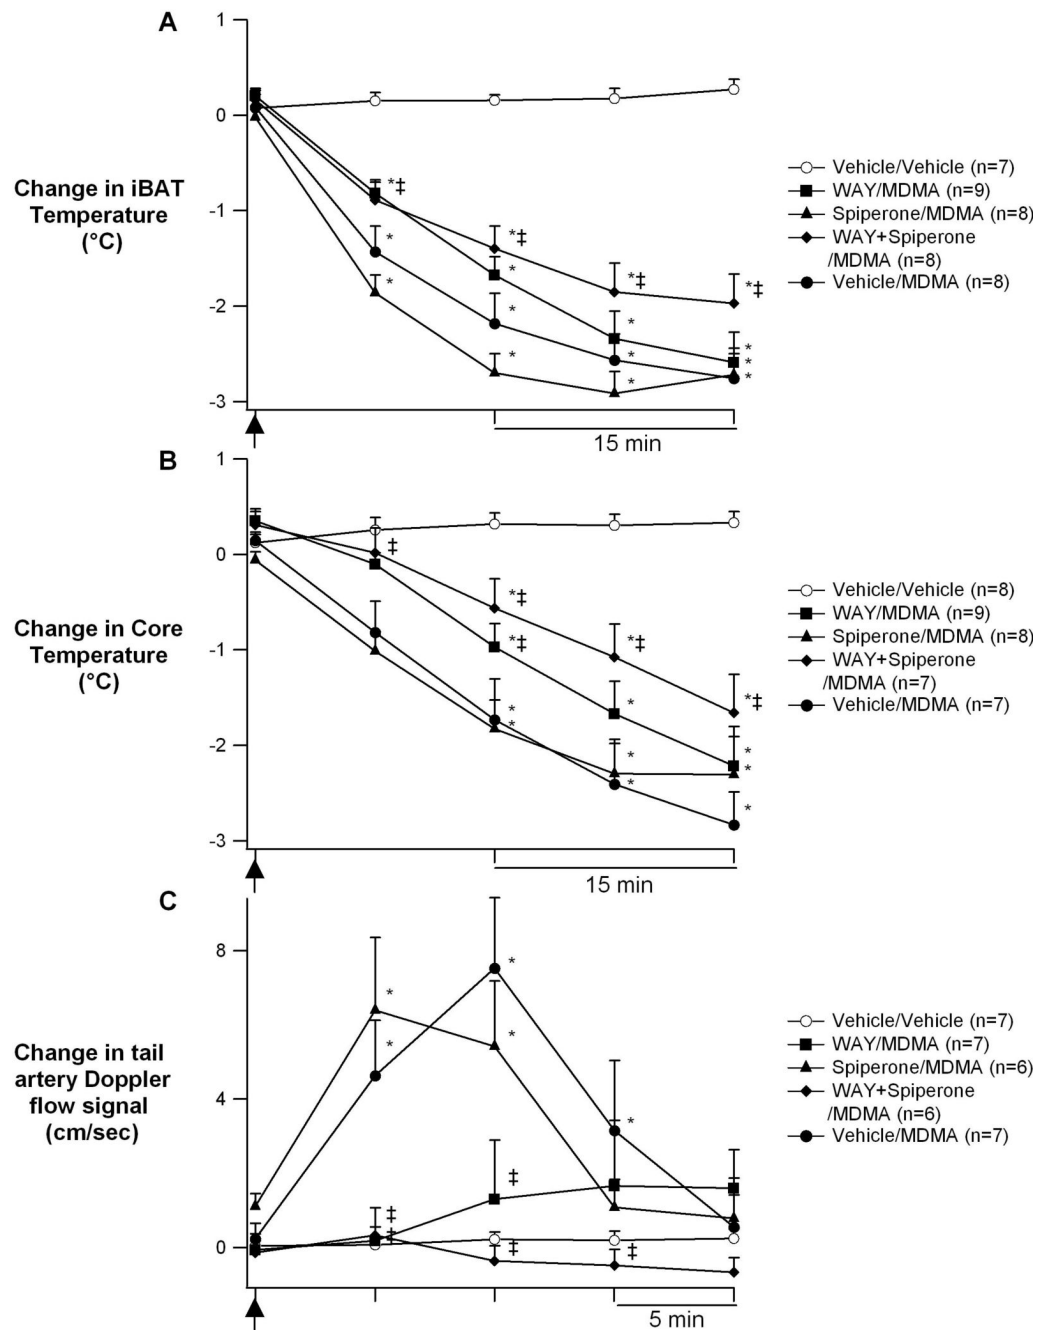 A
1
0
-1
-2
-3
Change in iBAT
Temperature
(°C)
*‡
*
*
*‡
*
*
*
*‡
*
*
*
*‡
*
*
*
15 min
Vehicle/Vehicle (n=7)
WAY/MDMA (n=9)
Spiperone/MDMA (n=8)
WAY+Spiperone
/MDMA (n=8)
Vehicle/MDMA (n=8)
B
1
0
-1
-2
-3
Change in Core
Temperature
(°C)
‡
*‡
*‡
*
*
*‡
*
*
*
*‡
*
*
*
15 min
Vehicle/Vehicle (n=8)
WAY/MDMA (n=9)
Spiperone/MDMA (n=8)
WAY+Spiperone
/MDMA (n=7)
Vehicle/MDMA (n=7)
C
8
4
0
Change in tail
artery Doppler
flow signal
(cm/sec)
*
*
‡
‡
*
*
‡
‡
*
‡
5 min
Vehicle/Vehicle (n=7)
WAY/MDMA (n=7)
Spiperone/MDMA (n=6)
WAY+Spiperone
/MDMA (n=6)
Vehicle/MDMA (n=7)